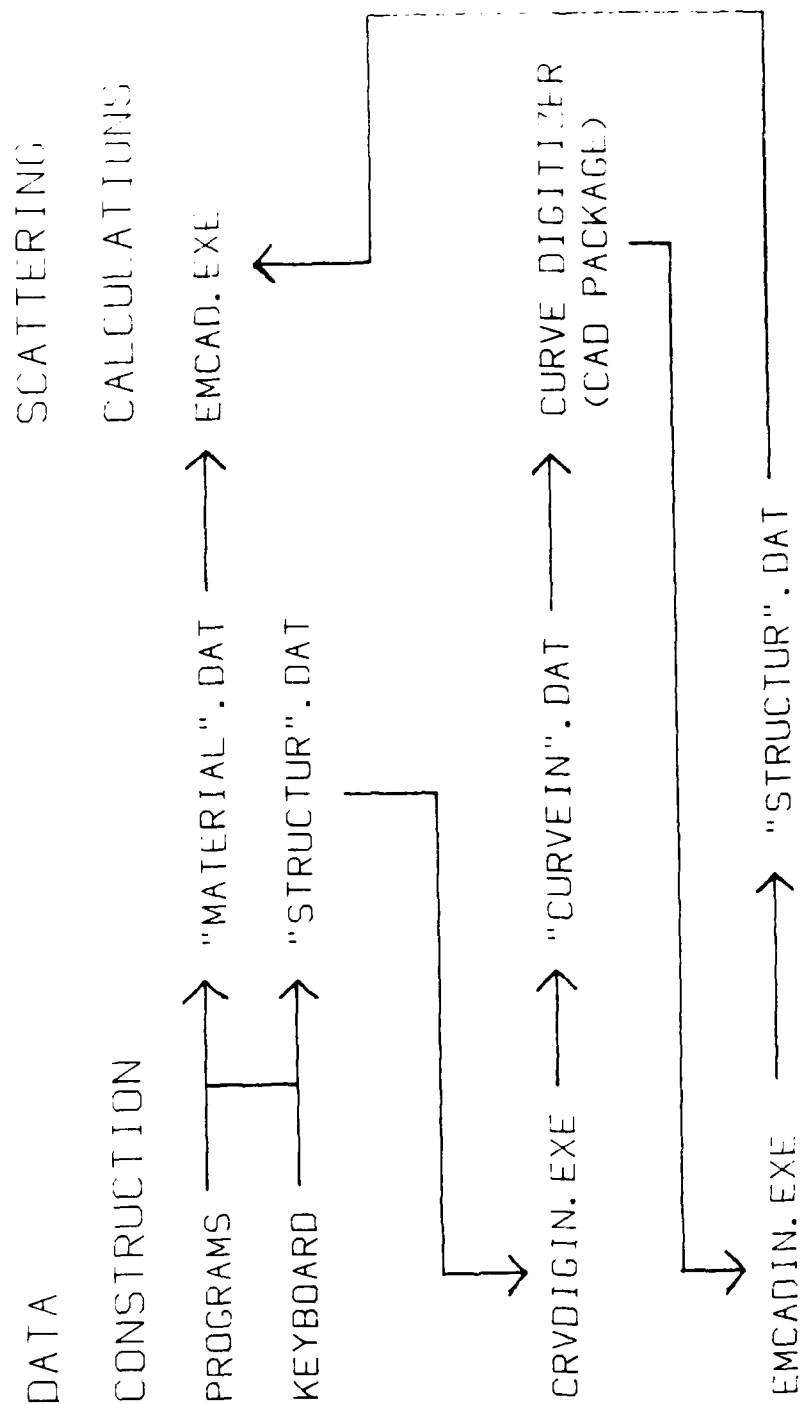 DATA
CONSTRUCTION
SCATTERING
CALCULATIONS
PROGRAMS
"MATERIAL".DAT
EMCAD.EXE
KEYBOARD
"STRUCTUR".DAT
CRVDIGIN.EXE
"CURVEIN".DAT
CURVE DIGITIZER
(CAD PACKAGE)
EMCADIN.EXE
"STRUCTUR".DAT